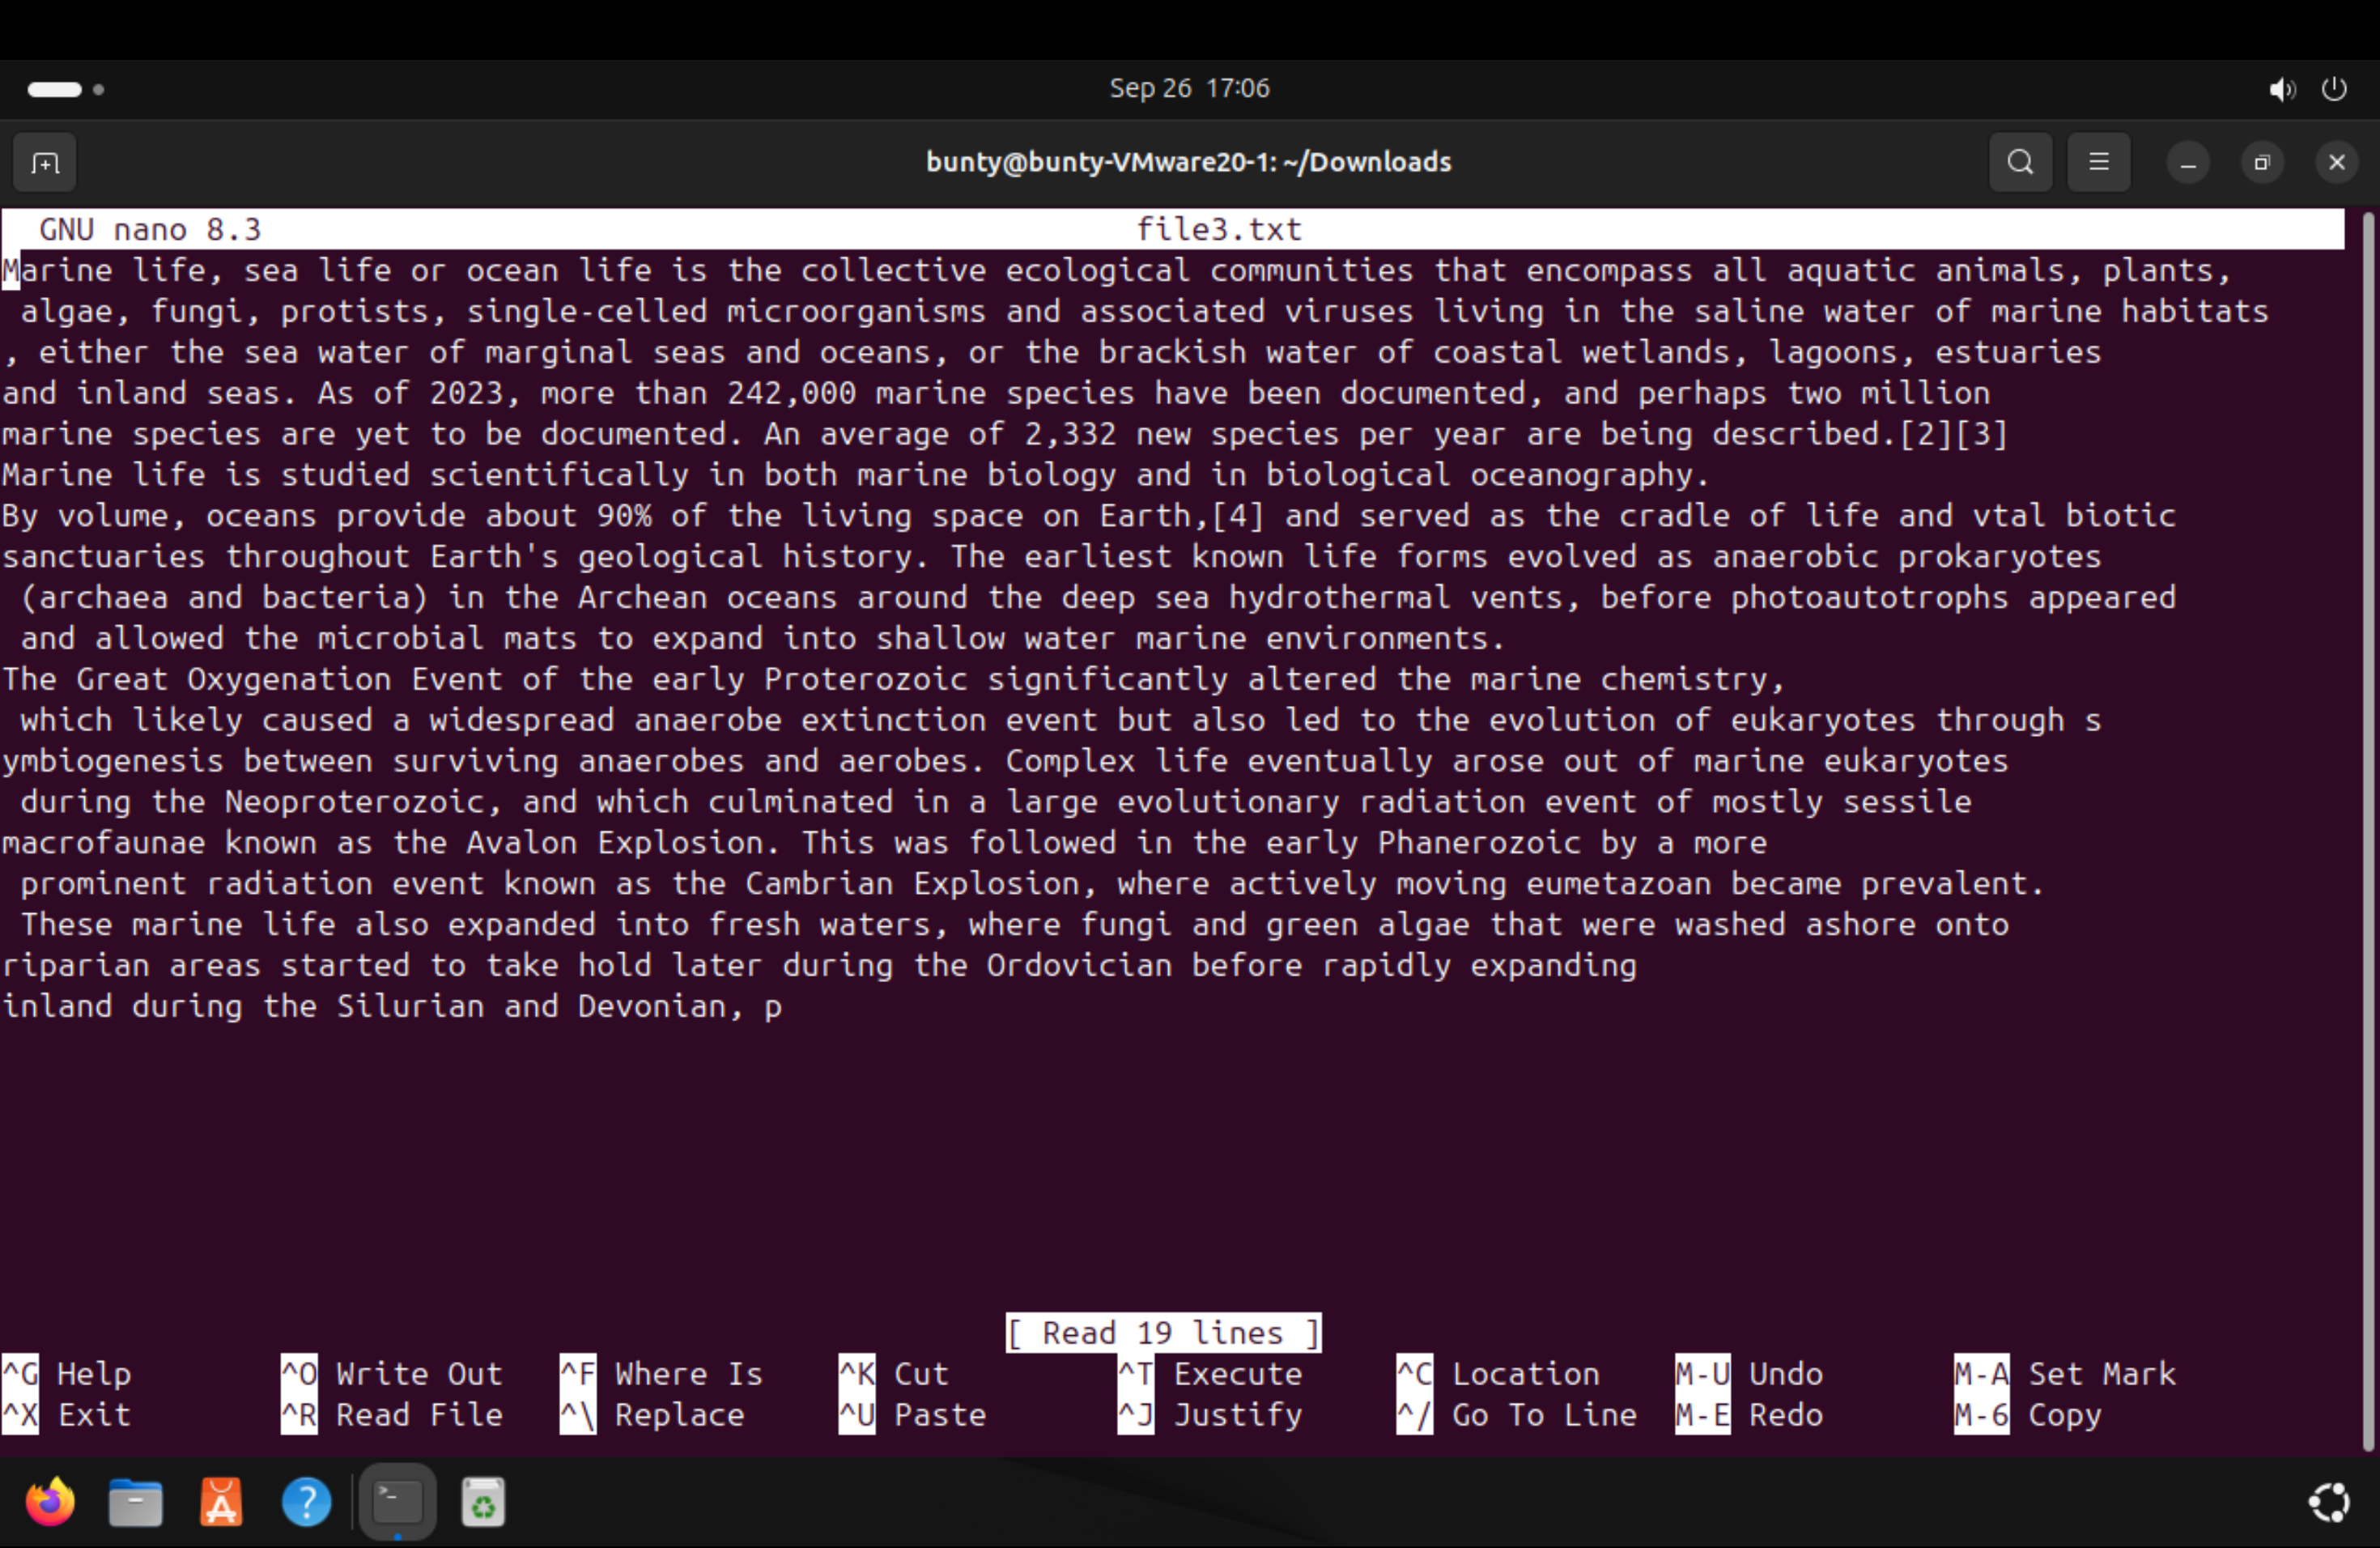 Sep 26 17:06
bunty@bunty-VMware20-1: ~/Downloads
GNU nano 8.3 file3.txt
Marine life, sea life or ocean life is the collective ecological communities that encompass all aquatic animals, plants,
algae, fungi, protists, single-celled microorganisms and associated viruses living in the saline water of marine habitats
, either the sea water of marginal seas and oceans, or the brackish water of coastal wetlands, lagoons, estuaries
and inland seas. As of 2023, more than 242,000 marine species have been documented, and perhaps two million
marine species are yet to be documented. An average of 2,332 new species per year are being described.[2][3]
Marine life is studied scientifically in both marine biology and in biological oceanography.
By volume, oceans provide about 90% of the living space on Earth,[4] and served as the cradle of life and vtal biotic
sanctuaries throughout Earth's geological history. The earliest known life forms evolved as anaerobic prokaryotes
(archaea and bacteria) in the Archean oceans around the deep sea hydrothermal vents, before photoautotrophs appeared
and allowed the microbial mats to expand into shallow water marine environments.
The Great Oxygenation Event of the early Proterozoic significantly altered the marine chemistry,
which likely caused a widespread anaerobe extinction event but also led to the evolution of eukaryotes through s
ymbiogenesis between surviving anaerobes and aerobes. Complex life eventually arose out of marine eukaryotes
during the Neoproterozoic, and which culminated in a large evolutionary radiation event of mostly sessile
macrofaunae known as the Avalon Explosion. This was followed in the early Phanerozoic by a more
prominent radiation event known as the Cambrian Explosion, where actively moving eumetazoan became prevalent.
These marine life also expanded into fresh waters, where fungi and green algae that were washed ashore onto
riparian areas started to take hold later during the Ordovician before rapidly expanding
inland during the Silurian and Devonian, p
[ Read 19 lines ]
^G Help ^O Write Out ^F Where Is ^K Cut ^T Execute ^C Location M-U Undo M-A Set Mark
^X Exit ^R Read File ^\ Replace ^U Paste ^J Justify ^/ Go To Line M-E Redo M-6 Copy